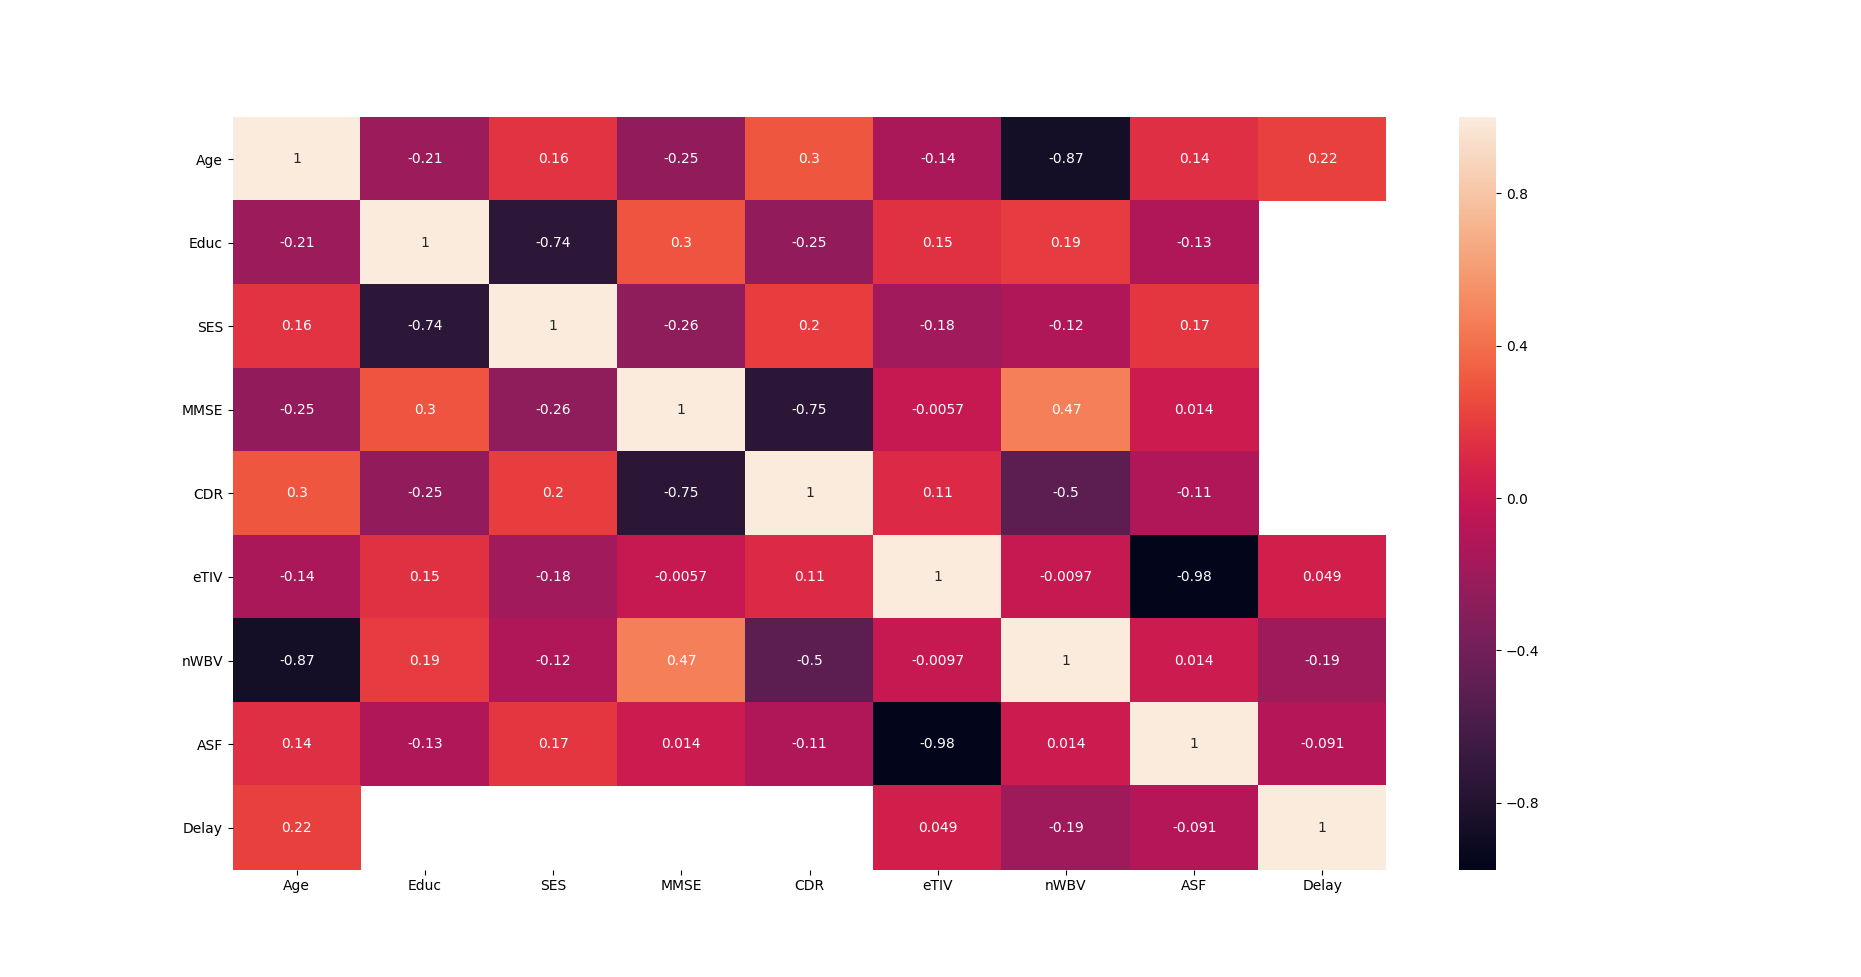 Age 1 -0.21 0.16 -0.25 0.3 -0.14 -0.87 0.14 0.22
Educ -0.21 1 -0.74 0.3 -0.25 0.15 0.19 -0.13
SES 0.16 -0.74 1 -0.26 0.2 -0.18 -0.12 0.17
MMSE -0.25 0.3 -0.26 1 -0.75 -0.0057 0.47 0.014
CDR 0.3 -0.25 0.2 -0.75 1 0.11 -0.5 -0.11
eTIV -0.14 0.15 -0.18 -0.0057 0.11 1 -0.0097 -0.98 0.049
nWBV -0.87 0.19 -0.12 0.47 -0.5 -0.0097 1 0.014 -0.19
ASF 0.14 -0.13 0.17 0.014 -0.11 -0.98 0.014 1 -0.091
Delay 0.22 0.049 -0.19 -0.091 1
Age Educ SES MMSE CDR eTIV nWBV ASF Delay
0.8
0.4
0.0
−0.4
−0.8